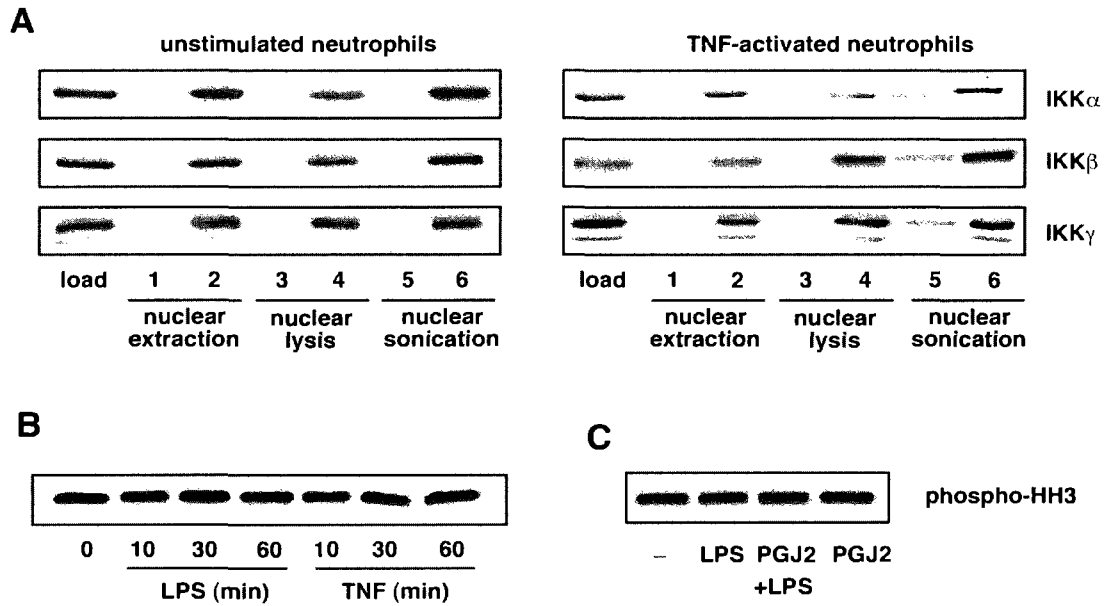 A
unstimulated neutrophils
TNF-activated neutrophils
IKKα
IKKβ
IKKγ
load 1 2 3 4 5 6
nuclear extraction
nuclear lysis
nuclear sonication
load 1 2 3 4 5 6
nuclear extraction
nuclear lysis
nuclear sonication
B
0 10 30 60 10 30 60
LPS (min) TNF (min)
C
phospho-HH3
– LPS PGJ2 PGJ2
+LPS